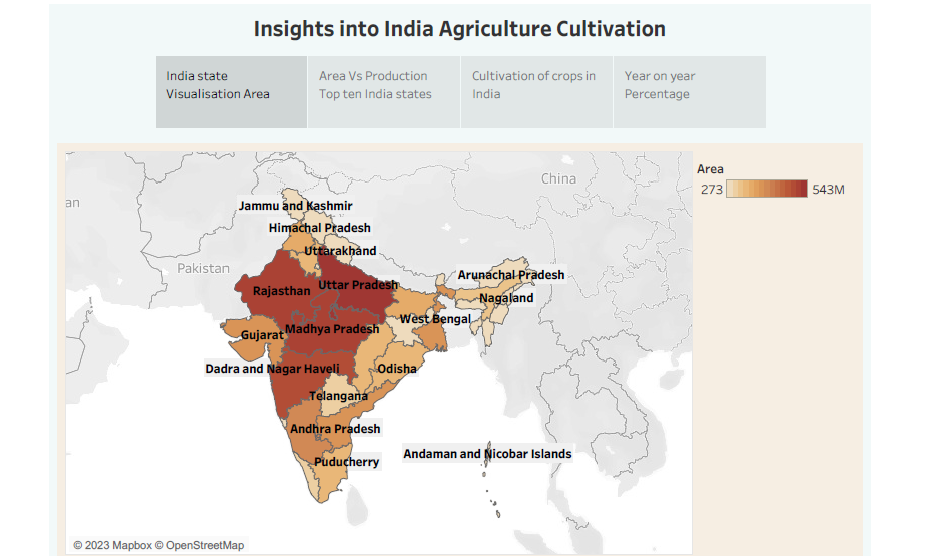 Insights into India Agriculture Cultivation
India state
Visualisation Area
Area Vs Production
Top ten India states
Cultivation of crops in
India
Year on year
Percentage
an
China
Pakistan
Area
273
543M
Jammu and Kashmir
Himachal Pradesh
Uttarakhand
Arunachal Pradesh
Rajasthan
Uttar Pradesh
Nagaland
West Bengal
Gujarat
Madhya Pradesh
Dadra and Nagar Haveli
Odisha
Telangana
Andhra Pradesh
Andaman and Nicobar Islands
Puducherry
© 2023 Mapbox © OpenStreetMap